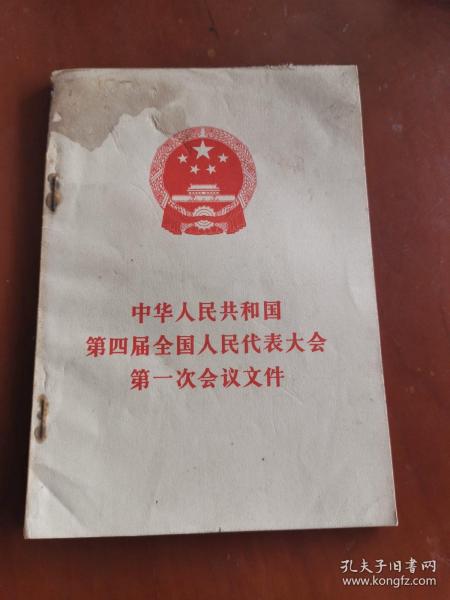 中华人民共和国
第四届全国人民代表大会
第一次会议文件
孔夫子旧书网
www.kongfz.com